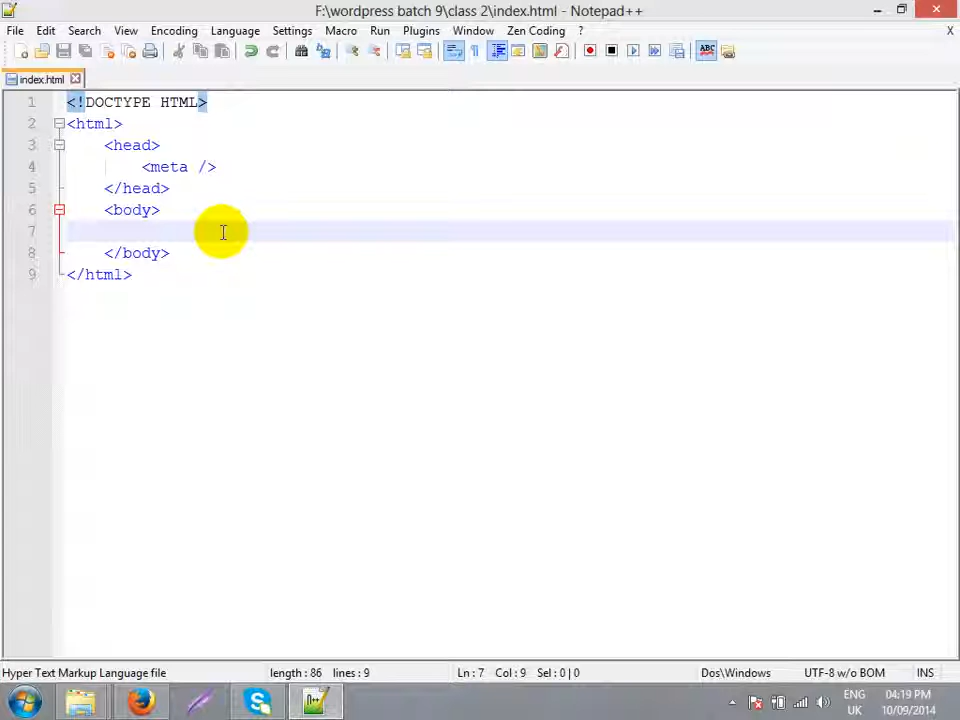 F:\wordpress batch 9\class 2\index.html - Notepad++
File Edit Search View Encoding Language Settings Macro Run Plugins Window Zen Coding ? X
ABC
index.html
1 <!DOCTYPE HTML>
2 <html>
3 <head>
4 <meta />
5 </head>
6 <body>
7
8 </body>
9 </html>
Hyper Text Markup Language file length : 86 lines : 9 Ln : 7 Col : 9 Sel : 0 | 0 Dos\Windows UTF-8 w/o BOM INS
ENG 04:19 PM
UK 10/09/2014